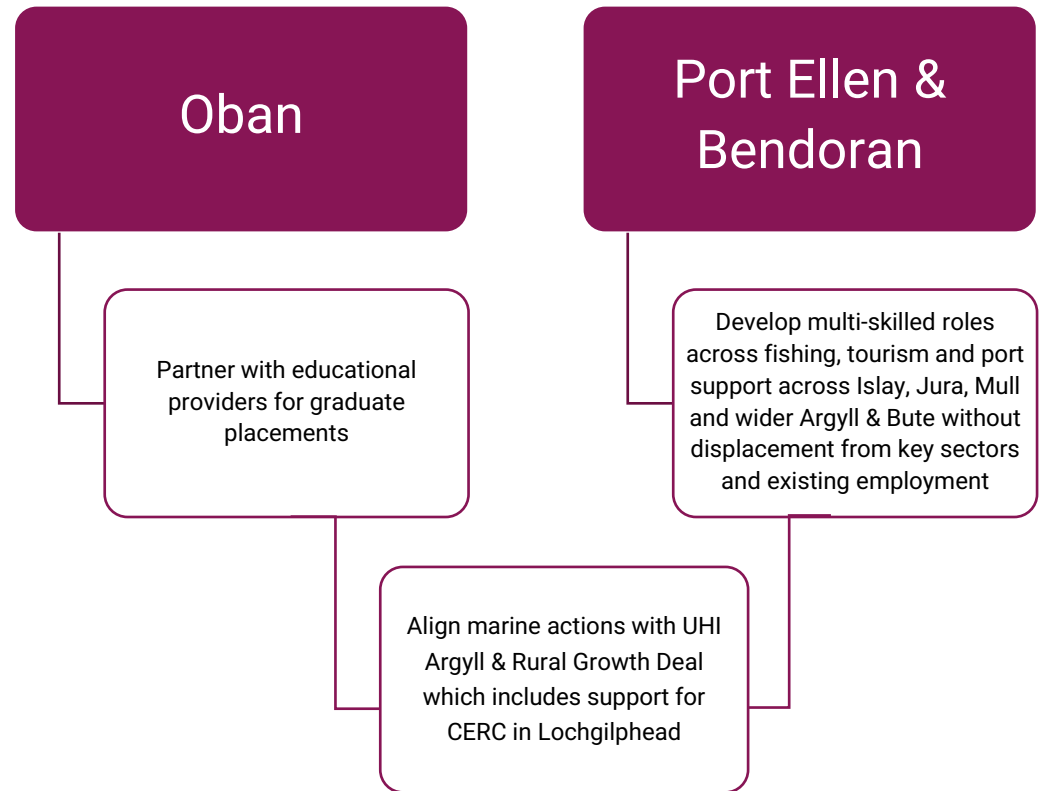 Oban
Port Ellen &
Bendoran
Partner with educational
providers for graduate
placements
Develop multi-skilled roles
across fishing, tourism and port
support across Islay, Jura, Mull
and wider Argyll & Bute without
displacement from key sectors
and existing employment
Align marine actions with UHI
Argyll & Rural Growth Deal
which includes support for
CERC in Lochgilphead